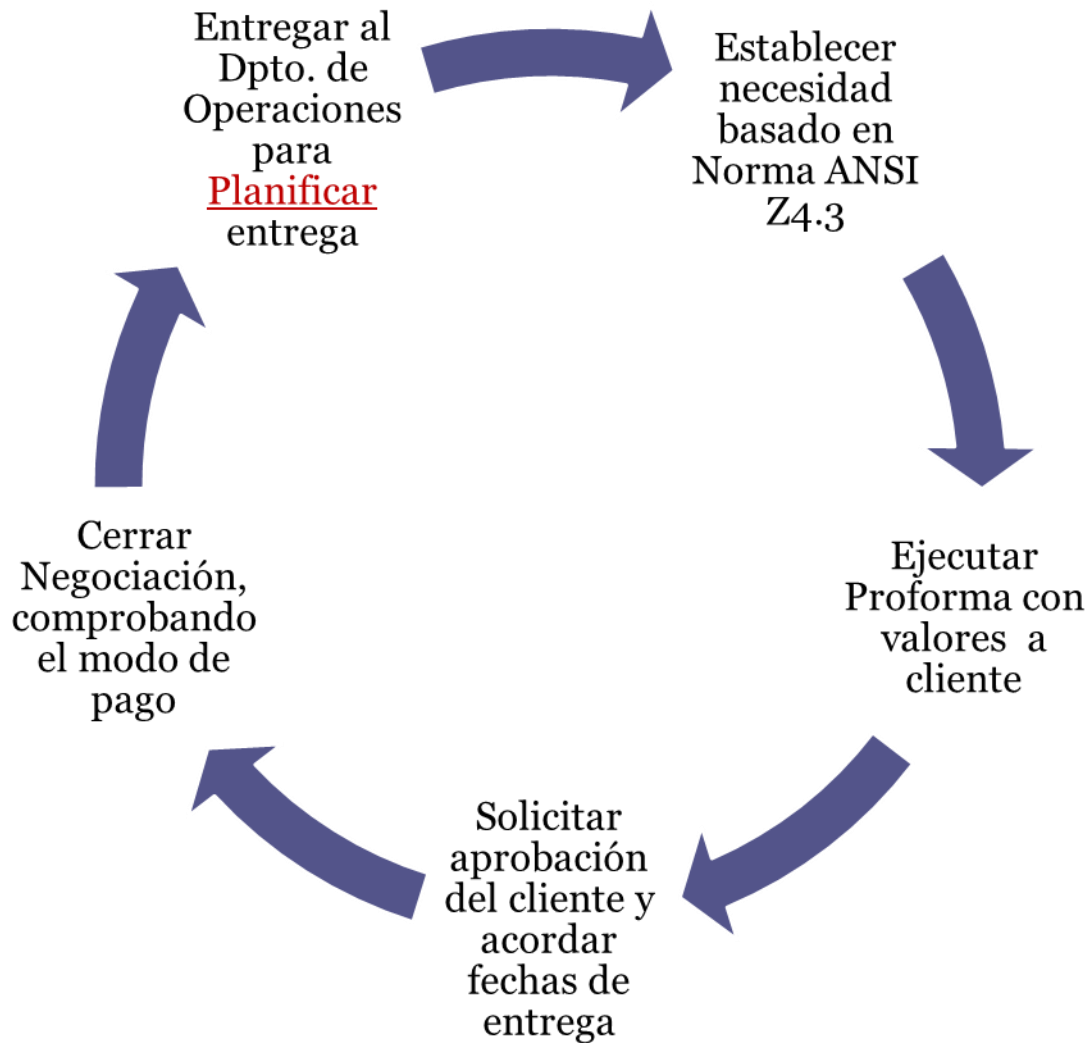 Entregar al
Dpto. de
Operaciones
para
Planificar
entrega
Establecer
necesidad
basado en
Norma ANSI
Z4.3
Ejecutar
Proforma con
valores a
cliente
Solicitar
aprobación
del cliente y
acordar
fechas de
entrega
Cerrar
Negociación,
comprobando
el modo de
pago